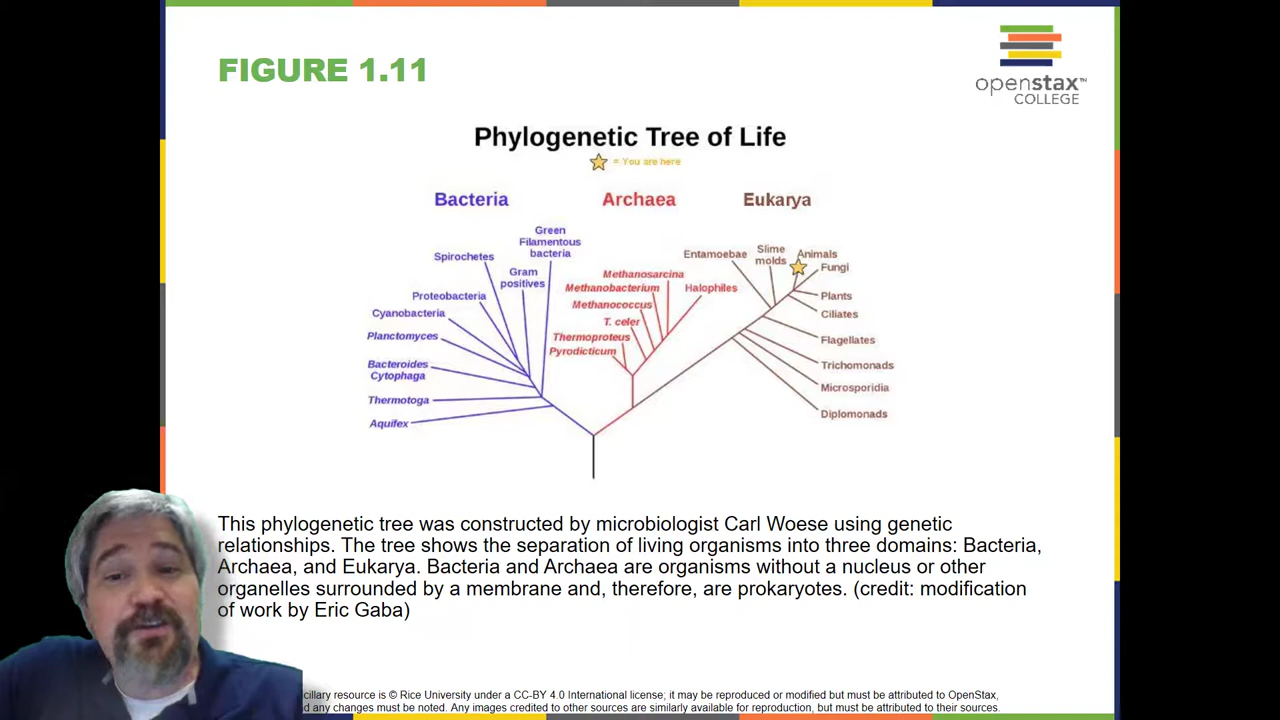 FIGURE 1.11
openstax™
COLLEGE
Phylogenetic Tree of Life
= You are here
Bacteria
Archaea
Eukarya
Green
Filamentous
bacteria
Spirochetes
Gram
positives
Proteobacteria
Cyanobacteria
Planctomyces
Bacteroides
Cytophaga
Thermotoga
Aquifex
Methanosarcina
Methanobacterium
Halophiles
Methanococcus
T. celer
Thermoproteus
Pyrodicticum
Entamoebae
Slime
molds
Animals
Fungi
Plants
Ciliates
Flagellates
Trichomonads
Microsporidia
Diplomonads
This phylogenetic tree was constructed by microbiologist Carl Woese using genetic
relationships. The tree shows the separation of living organisms into three domains: Bacteria,
Archaea, and Eukarya. Bacteria and Archaea are organisms without a nucleus or other
organelles surrounded by a membrane and, therefore, are prokaryotes. (credit: modification
of work by Eric Gaba)
resource is © Rice University under a CC-BY 4.0 International license; it may be reproduced or modified but must be attributed to OpenStax,
any changes must be noted. Any images credited to other sources are similarly available for reproduction, but must be attributed to their sources.